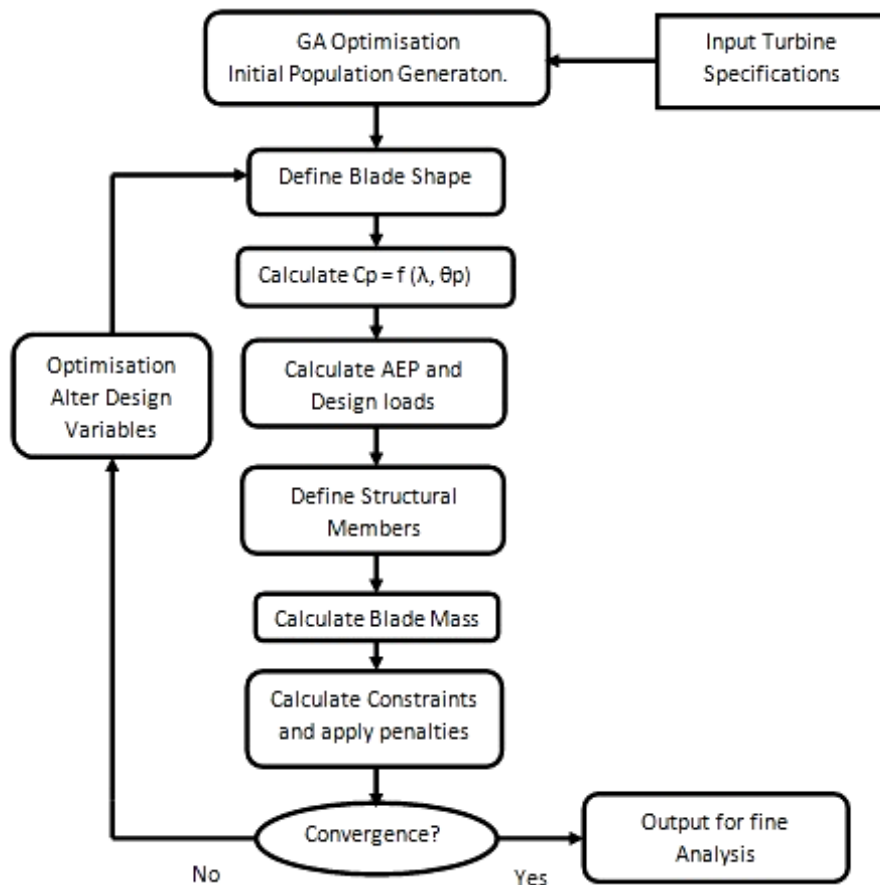 GA Optimisation
Initial Population Generaton.
Input Turbine
Specifications
Define Blade Shape
Calculate Cp = f (λ, θp)
Optimisation
Alter Design
Variables
Calculate AEP and
Design loads
Define Structural
Members
Calculate Blade Mass
Calculate Constraints
and apply penalties
Convergence?
Output for fine
Analysis
No
Yes